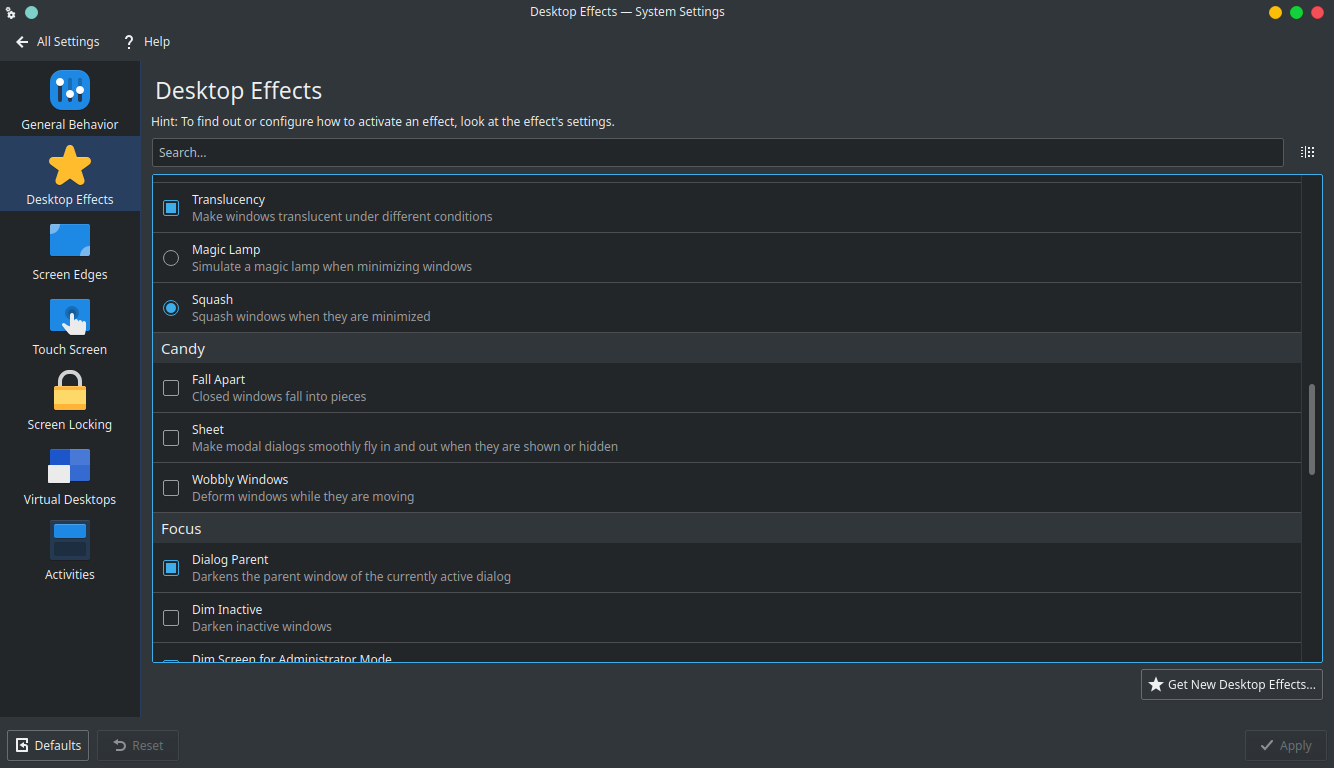 Desktop Effects — System Settings
All Settings
Help
General Behavior
Desktop Effects
Screen Edges
Touch Screen
Screen Locking
Virtual Desktops
Activities
Desktop Effects
Hint: To find out or configure how to activate an effect, look at the effect's settings.
Search...
Translucency
Make windows translucent under different conditions
Magic Lamp
Simulate a magic lamp when minimizing windows
Squash
Squash windows when they are minimized
Candy
Fall Apart
Closed windows fall into pieces
Sheet
Make modal dialogs smoothly fly in and out when they are shown or hidden
Wobbly Windows
Deform windows while they are moving
Focus
Dialog Parent
Darkens the parent window of the currently active dialog
Dim Inactive
Darken inactive windows
Dim Screen for Administrator Mode
Get New Desktop Effects...
Defaults
Reset
Apply